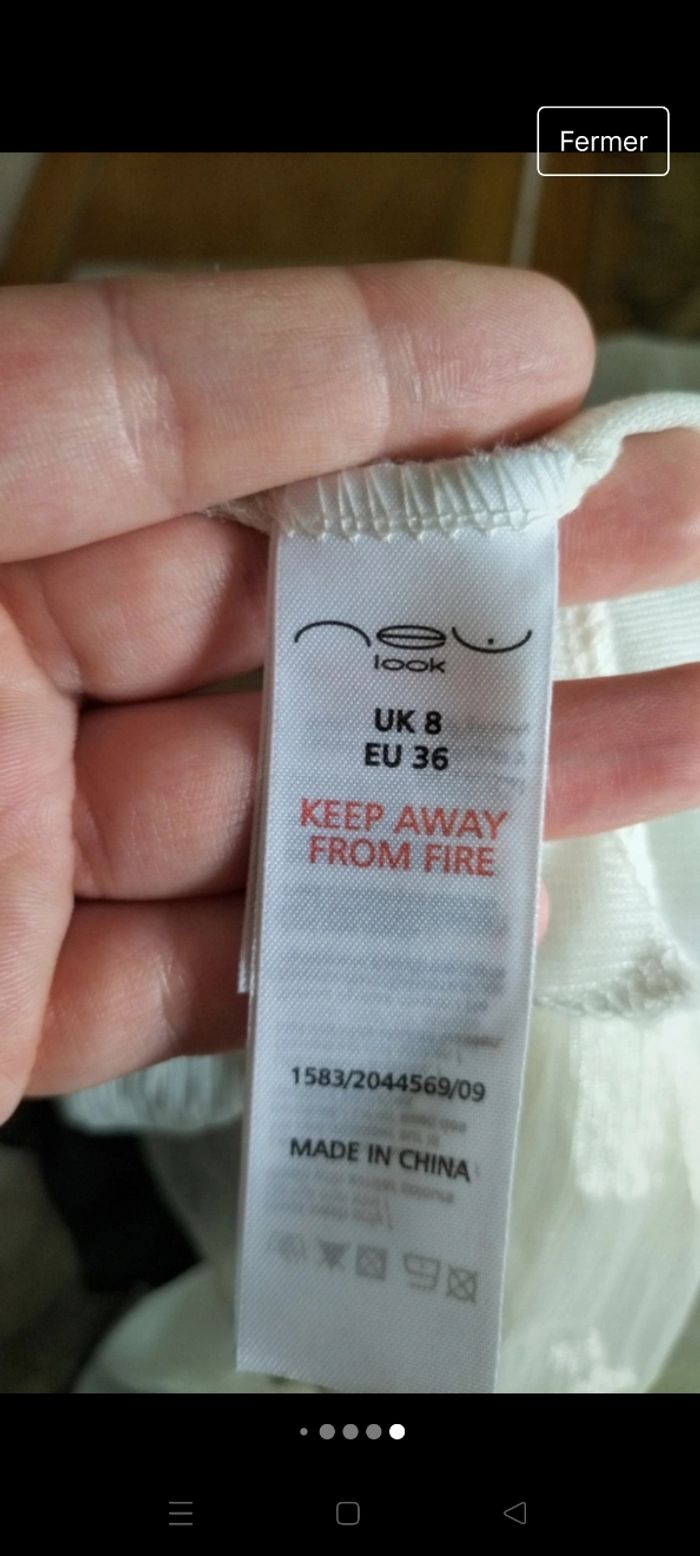 Fermer
new
look
UK 8
EU 36
KEEP AWAY
FROM FIRE
1583/2044569/09
MADE IN CHINA